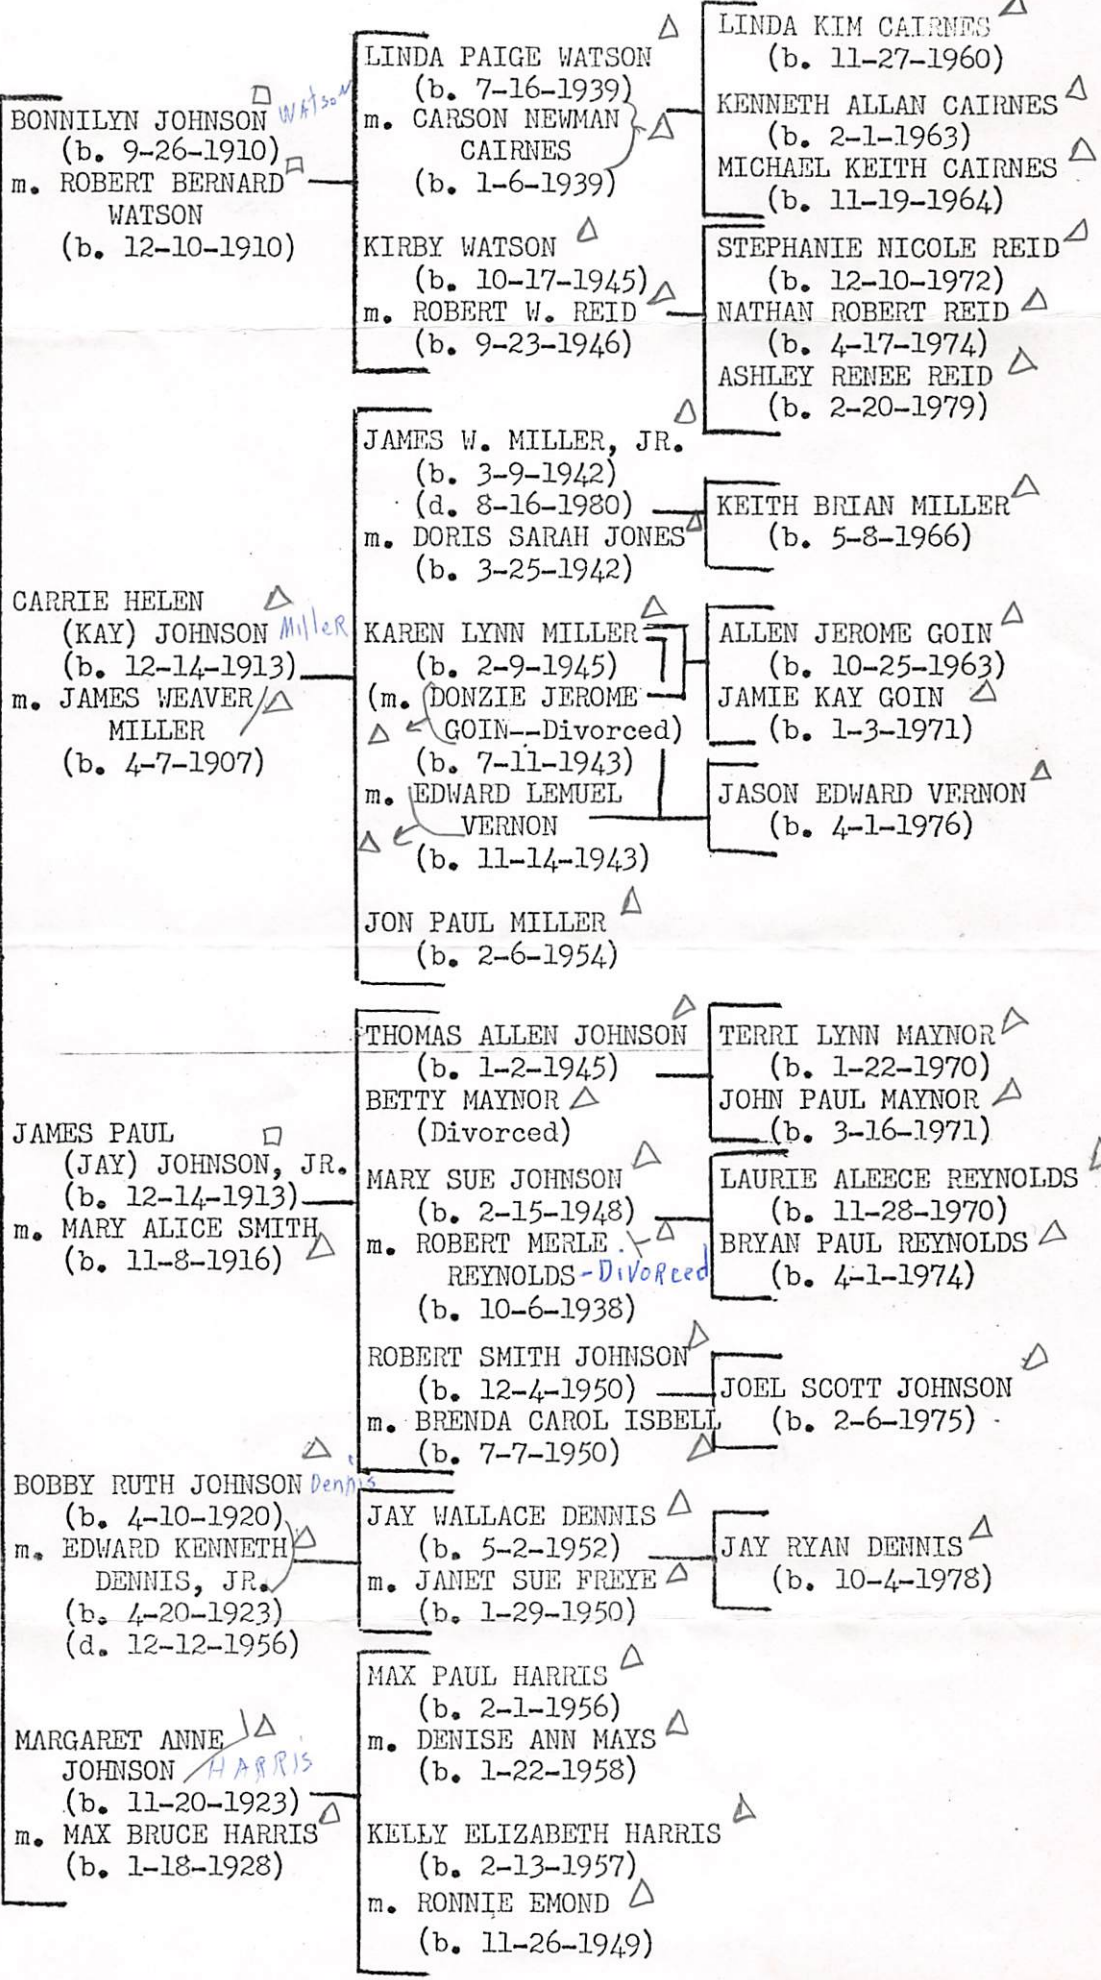 BONNILYN JOHNSON Watson
(b. 9-26-1910)
m. ROBERT BERNARD
WATSON
(b. 12-10-1910)
CARRIE HELEN
(KAY) JOHNSON Miller
(b. 12-14-1913)
m. JAMES WEAVER
MILLER
(b. 4-7-1907)
JAMES PAUL
(JAY) JOHNSON, JR.
(b. 12-14-1913)
m. MARY ALICE SMITH
(b. 11-8-1916)
BOBBY RUTH JOHNSON Dennis
(b. 4-10-1920)
m. EDWARD KENNETH
DENNIS, JR.
(b. 4-20-1923)
(d. 12-12-1956)
MARGARET ANNE
JOHNSON HARRIS
(b. 11-20-1923)
m. MAX BRUCE HARRIS
(b. 1-18-1928)
LINDA PAIGE WATSON
(b. 7-16-1939)
m. CARSON NEWMAN
CAIRNES
(b. 1-6-1939)
KIRBY WATSON
(b. 10-17-1945)
m. ROBERT W. REID
(b. 9-23-1946)
JAMES W. MILLER, JR.
(b. 3-9-1942)
(d. 8-16-1980)
m. DORIS SARAH JONES
(b. 3-25-1942)
KAREN LYNN MILLER
(b. 2-9-1945)
(m. DONZIE JEROME
GOIN--Divorced)
(b. 7-11-1943)
m. EDWARD LEMUEL
VERNON
(b. 11-14-1943)
JON PAUL MILLER
(b. 2-6-1954)
THOMAS ALLEN JOHNSON
(b. 1-2-1945)
BETTY MAYNOR
(Divorced)
MARY SUE JOHNSON
(b. 2-15-1948)
m. ROBERT MERLE
REYNOLDS - Divorced
(b. 10-6-1938)
ROBERT SMITH JOHNSON
(b. 12-4-1950)
m. BRENDA CAROL ISBELL
(b. 7-7-1950)
JAY WALLACE DENNIS
(b. 5-2-1952)
m. JANET SUE FREYE
(b. 1-29-1950)
MAX PAUL HARRIS
(b. 2-1-1956)
m. DENISE ANN MAYS
(b. 1-22-1958)
KELLY ELIZABETH HARRIS
(b. 2-13-1957)
m. RONNIE EMOND
(b. 11-26-1949)
LINDA KIM CAIRNES
(b. 11-27-1960)
KENNETH ALLAN CAIRNES
(b. 2-1-1963)
MICHAEL KEITH CAIRNES
(b. 11-19-1964)
STEPHANIE NICOLE REID
(b. 12-10-1972)
NATHAN ROBERT REID
(b. 4-17-1974)
ASHLEY RENEE REID
(b. 2-20-1979)
KEITH BRIAN MILLER
(b. 5-8-1966)
ALLEN JEROME GOIN
(b. 10-25-1963)
JAMIE KAY GOIN
(b. 1-3-1971)
JASON EDWARD VERNON
(b. 4-1-1976)
TERRI LYNN MAYNOR
(b. 1-22-1970)
JOHN PAUL MAYNOR
(b. 3-16-1971)
LAURIE ALEECE REYNOLDS
(b. 11-28-1970)
BRYAN PAUL REYNOLDS
(b. 4-1-1974)
JOEL SCOTT JOHNSON
(b. 2-6-1975)
JAY RYAN DENNIS
(b. 10-4-1978)